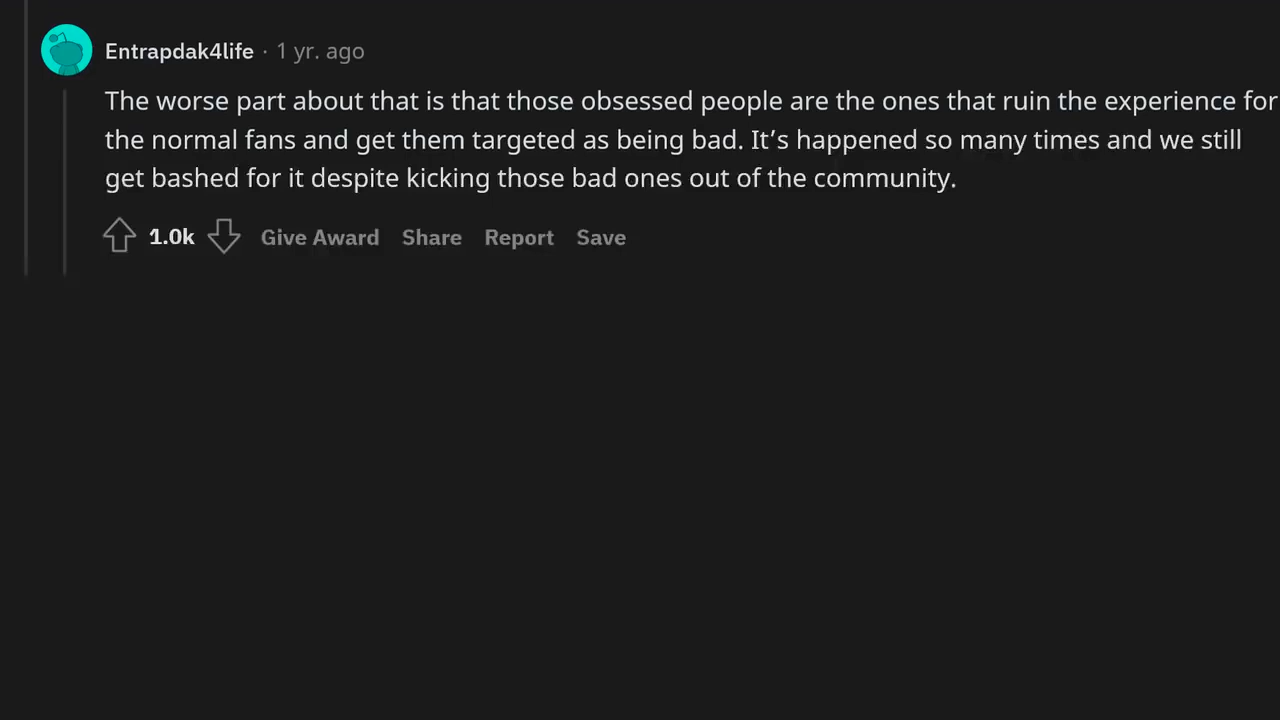 Entrapdak4life · 1 yr. ago
The worse part about that is that those obsessed people are the ones that ruin the experience for
the normal fans and get them targeted as being bad. It’s happened so many times and we still
get bashed for it despite kicking those bad ones out of the community.
1.0k Give Award Share Report Save